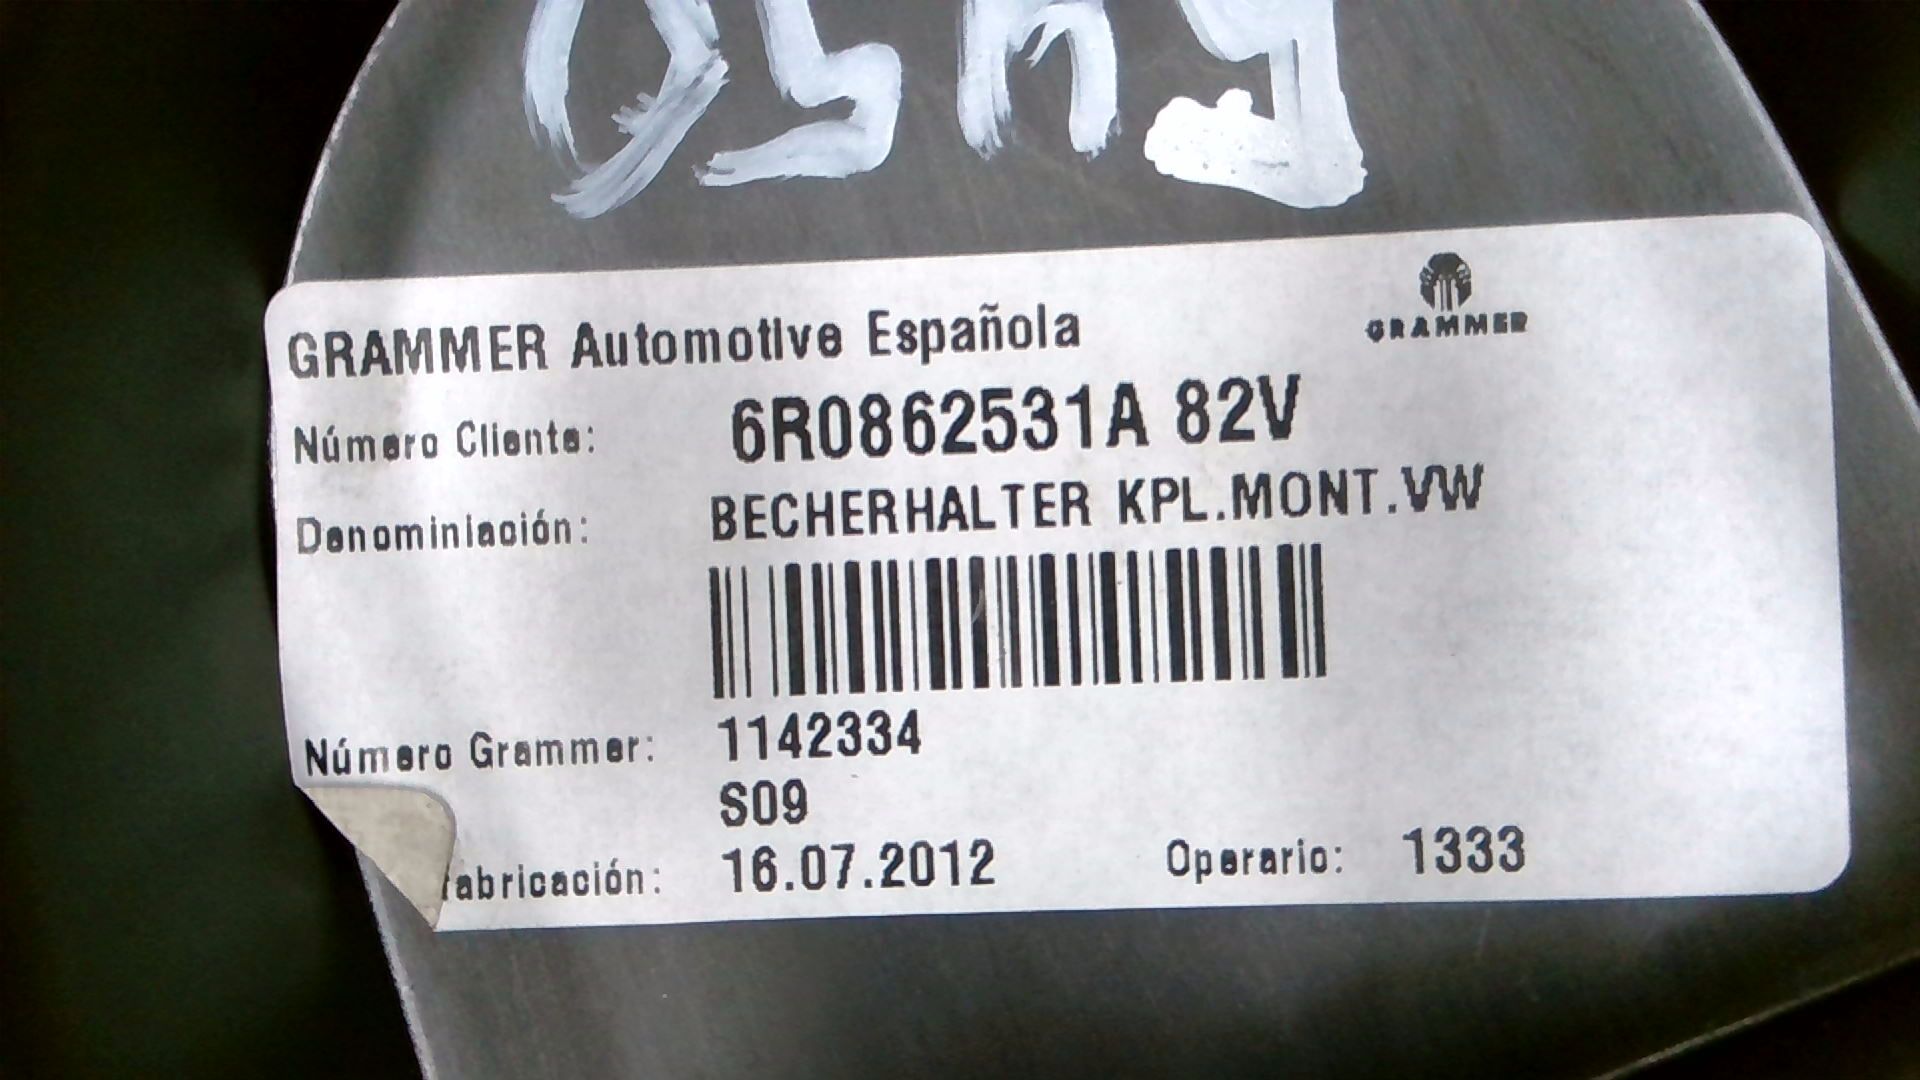 GRAMMER Automotive Española
GRAMMER
Número Cliente: 6R0862531A 82V
Denominiación: BECHERHALTER KPL.MONT.VW
Número Grammer: 1142334
S09
fabricación: 16.07.2012 Operario: 1333